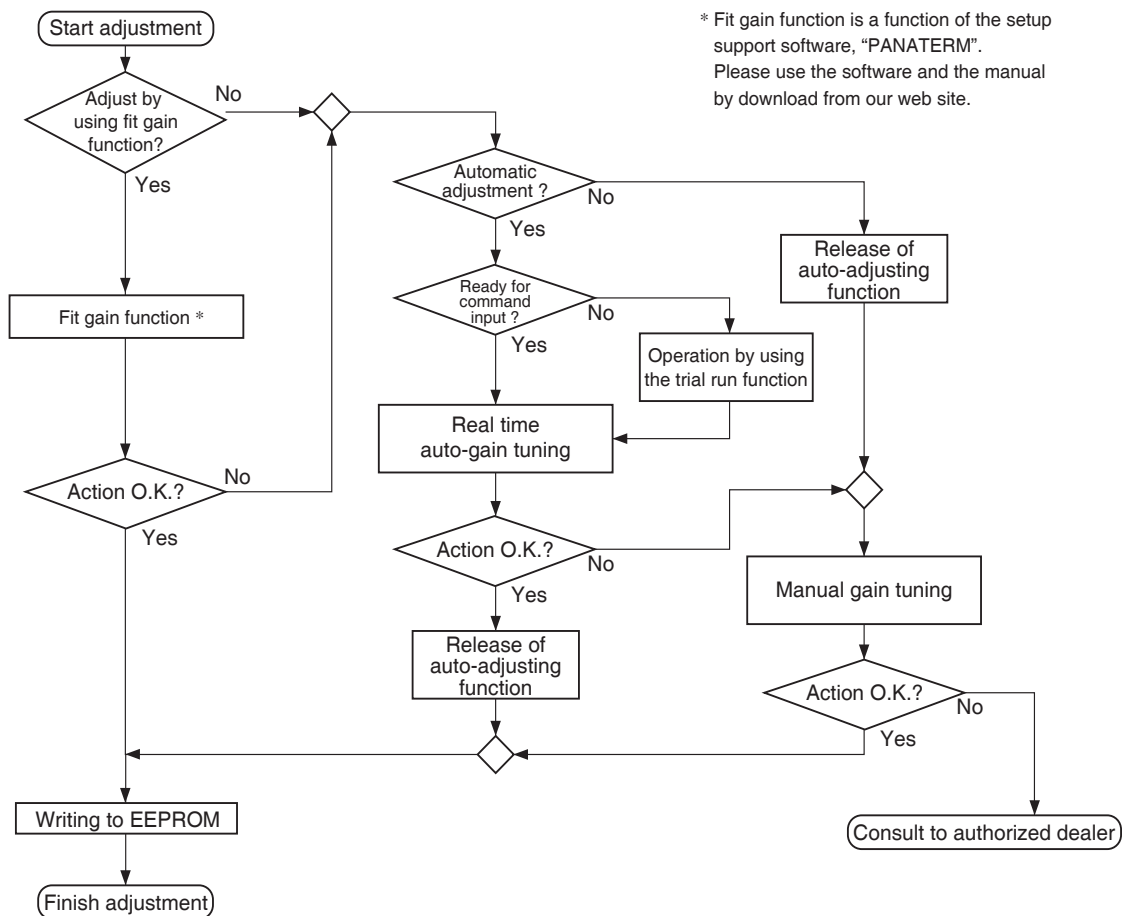 Start adjustment
* Fit gain function is a function of the setup
support software, “PANATERM”.
Please use the software and the manual
by download from our web site.
Adjust by
using fit gain
function?
No
Yes
Automatic
adjustment ?
No
Yes
Release of
auto-adjusting
function
Ready for
command
input ?
No
Yes
Fit gain function *
Operation by using
the trial run function
Real time
auto-gain tuning
Action O.K.?
No
Yes
Action O.K.?
No
Yes
Manual gain tuning
Release of
auto-adjusting
function
Action O.K.?
No
Yes
Writing to EEPROM
Consult to authorized dealer
Finish adjustment